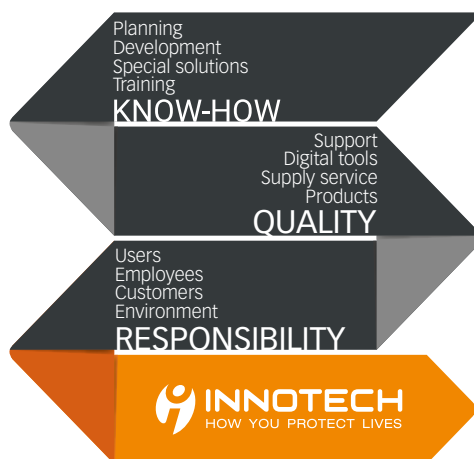 Planning
Development
Special solutions
Training
KNOW-HOW
Support
Digital tools
Supply service
Products
QUALITY
Users
Employees
Customers
Environment
RESPONSIBILITY
INNOTECH
HOW YOU PROTECT LIVES